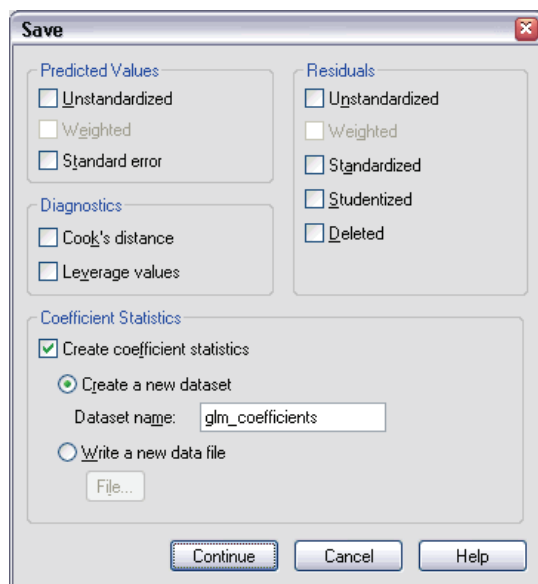 Save
Predicted Values
Unstandardized
Weighted
Standard error
Diagnostics
Cook's distance
Leverage values
Residuals
Unstandardized
Weighted
Standardized
Studentized
Deleted
Coefficient Statistics
Create coefficient statistics
Create a new dataset
Dataset name: glm_coefficients
Write a new data file
File...
Continue Cancel Help